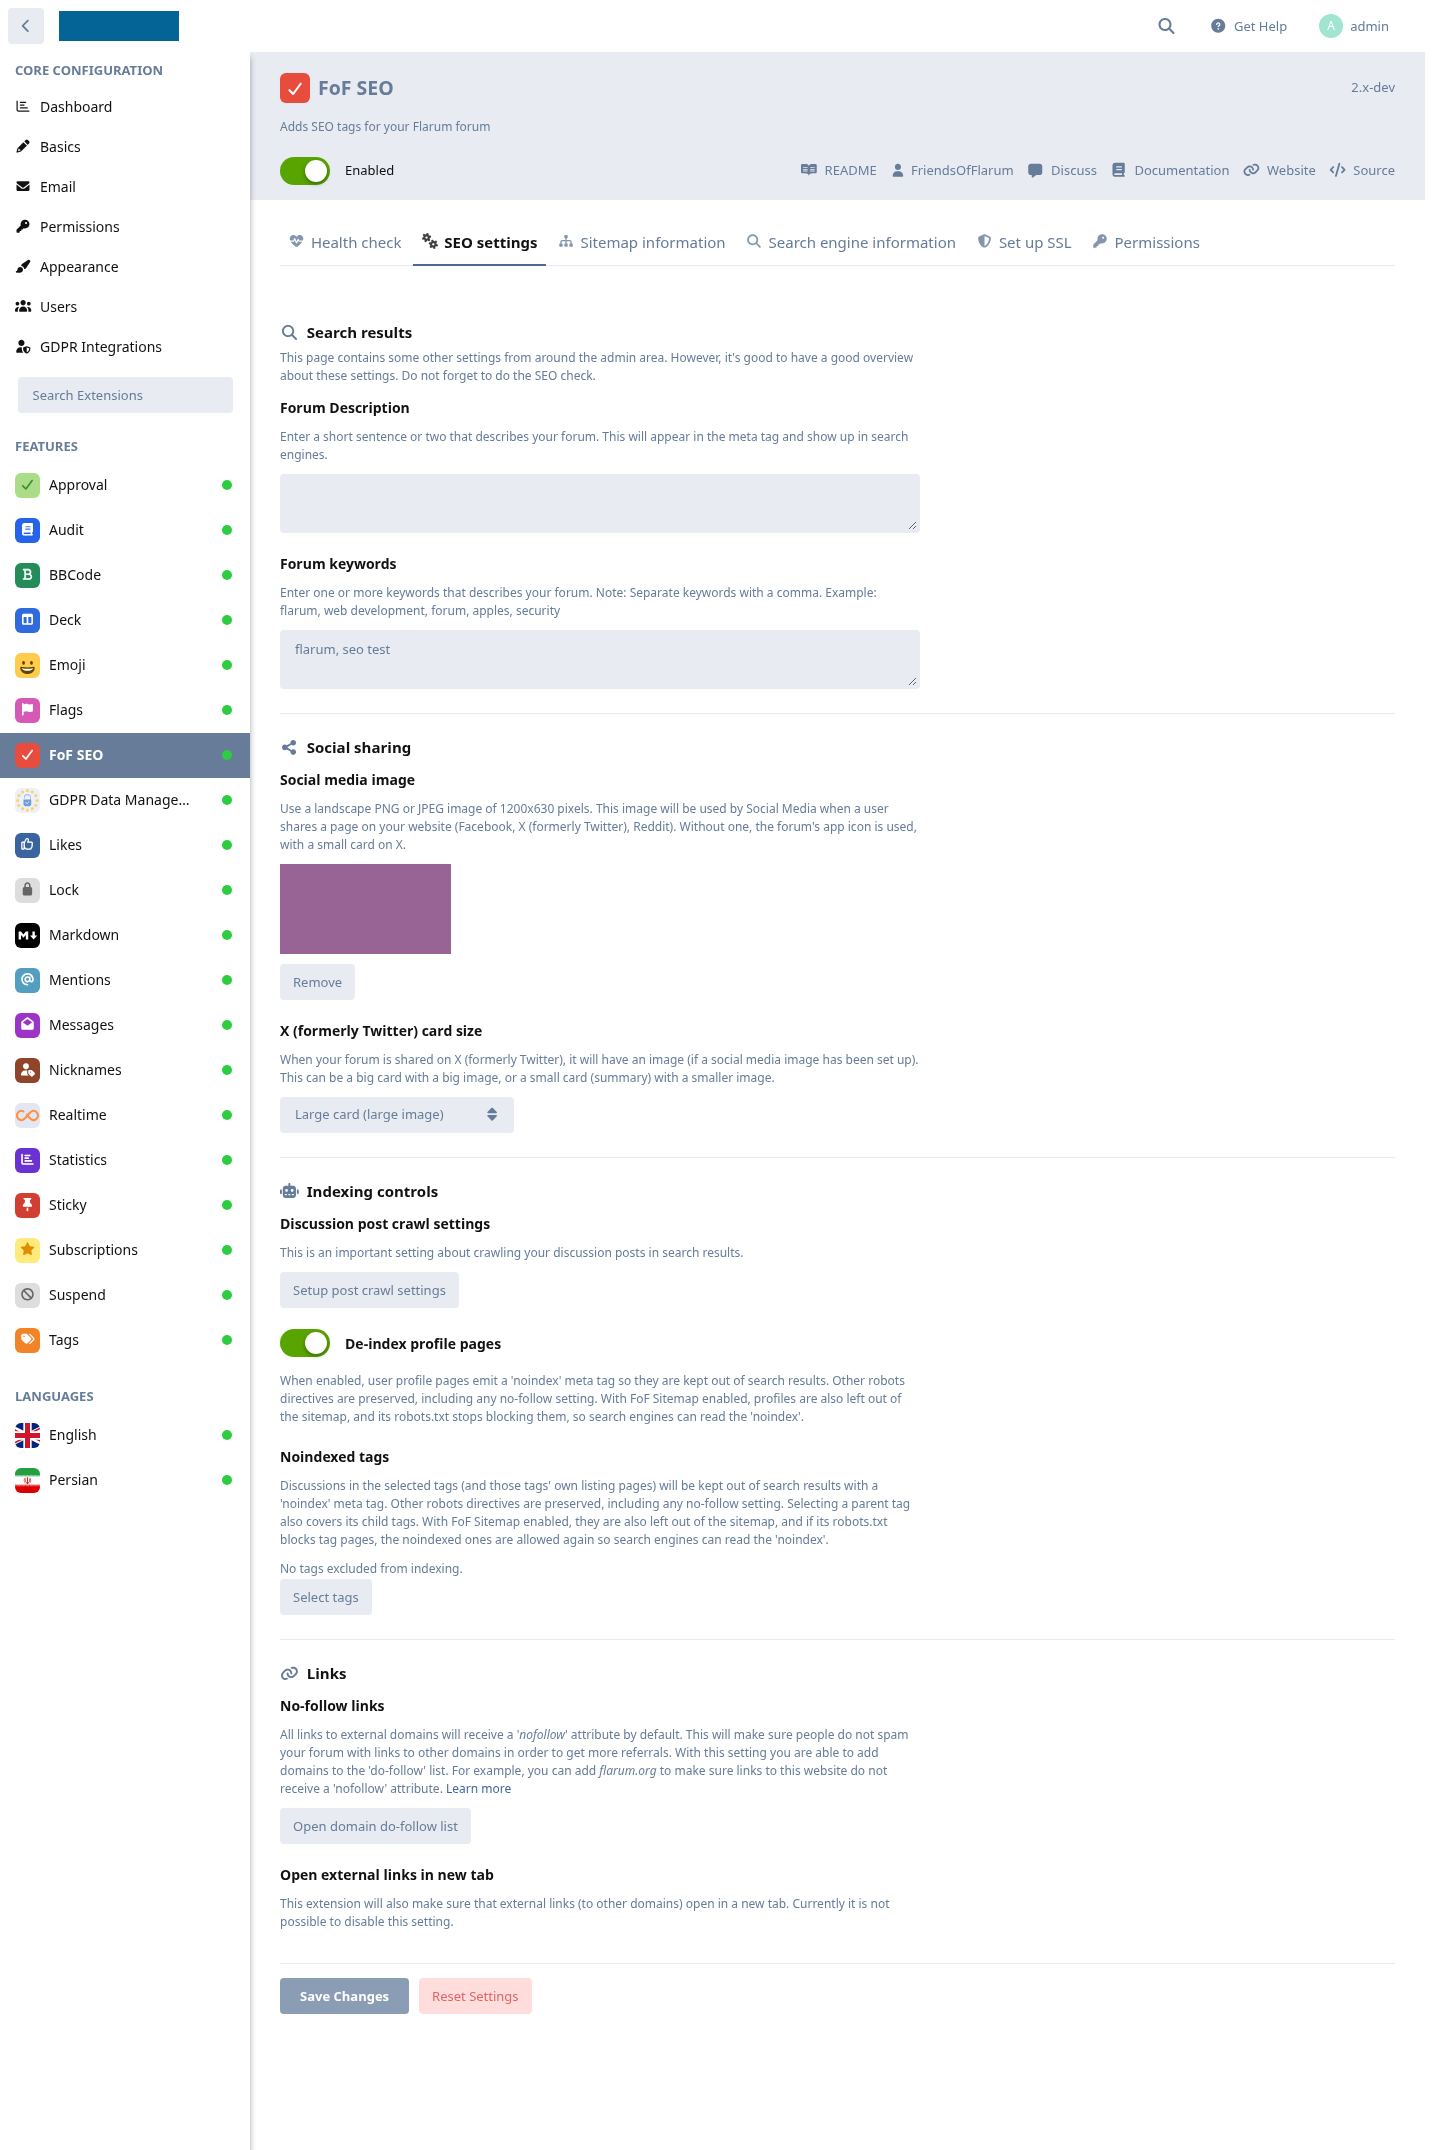 Get Help
A
admin
CORE CONFIGURATION
Dashboard
Basics
Email
Permissions
Appearance
Users
GDPR Integrations
Search Extensions
FEATURES
Approval
Audit
BBCode
Deck
Emoji
Flags
FoF SEO
GDPR Data Manage...
Likes
Lock
Markdown
Mentions
Messages
Nicknames
Realtime
Statistics
Sticky
Subscriptions
Suspend
Tags
LANGUAGES
English
Persian
FoF SEO
2.x-dev
Adds SEO tags for your Flarum forum
Enabled
README
FriendsOfFlarum
Discuss
Documentation
Website
Source
Health check
SEO settings
Sitemap information
Search engine information
Set up SSL
Permissions
Search results
This page contains some other settings from around the admin area. However, it's good to have a good overview
about these settings. Do not forget to do the SEO check.
Forum Description
Enter a short sentence or two that describes your forum. This will appear in the meta tag and show up in search
engines.
Forum keywords
Enter one or more keywords that describes your forum. Note: Separate keywords with a comma. Example:
flarum, web development, forum, apples, security
flarum, seo test
Social sharing
Social media image
Use a landscape PNG or JPEG image of 1200x630 pixels. This image will be used by Social Media when a user
shares a page on your website (Facebook, X (formerly Twitter), Reddit). Without one, the forum's app icon is used,
with a small card on X.
Remove
X (formerly Twitter) card size
When your forum is shared on X (formerly Twitter), it will have an image (if a social media image has been set up).
This can be a big card with a big image, or a small card (summary) with a smaller image.
Large card (large image)
Indexing controls
Discussion post crawl settings
This is an important setting about crawling your discussion posts in search results.
Setup post crawl settings
De-index profile pages
When enabled, user profile pages emit a 'noindex' meta tag so they are kept out of search results. Other robots
directives are preserved, including any no-follow setting. With FoF Sitemap enabled, profiles are also left out of
the sitemap, and its robots.txt stops blocking them, so search engines can read the 'noindex'.
Noindexed tags
Discussions in the selected tags (and those tags' own listing pages) will be kept out of search results with a
'noindex' meta tag. Other robots directives are preserved, including any no-follow setting. Selecting a parent tag
also covers its child tags. With FoF Sitemap enabled, they are also left out of the sitemap, and if its robots.txt
blocks tag pages, the noindexed ones are allowed again so search engines can read the 'noindex'.
No tags excluded from indexing.
Select tags
Links
No-follow links
All links to external domains will receive a 'nofollow' attribute by default. This will make sure people do not spam
your forum with links to other domains in order to get more referrals. With this setting you are able to add
domains to the 'do-follow' list. For example, you can add flarum.org to make sure links to this website do not
receive a 'nofollow' attribute. Learn more
Open domain do-follow list
Open external links in new tab
This extension will also make sure that external links (to other domains) open in a new tab. Currently it is not
possible to disable this setting.
Save Changes
Reset Settings